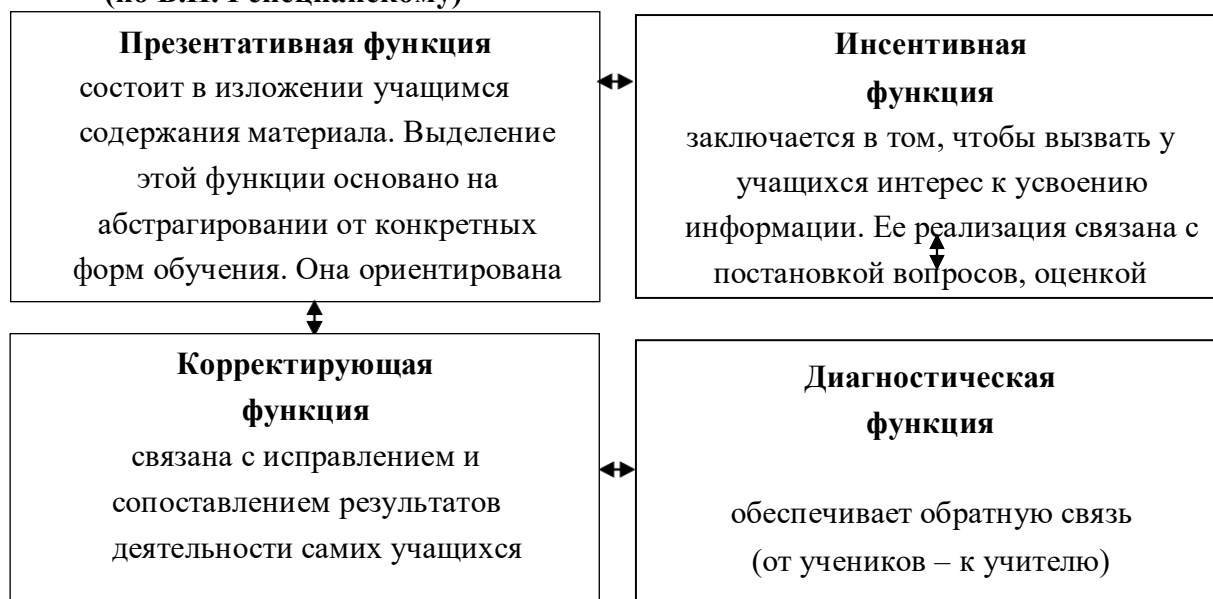 Презентативная функция
состоит в изложении учащимся
содержания материала. Выделение
этой функции основано на
абстрагировании от конкретных
форм обучения. Она ориентирована
Инсентивная
функция
заключается в том, чтобы вызвать у
учащихся интерес к усвоению
информации. Ее реализация связана с
постановкой вопросов, оценкой
Корректирующая
функция
связана с исправлением и
сопоставлением результатов
деятельности самих учащихся
Диагностическая
функция
обеспечивает обратную связь
(от учеников – к учителю)